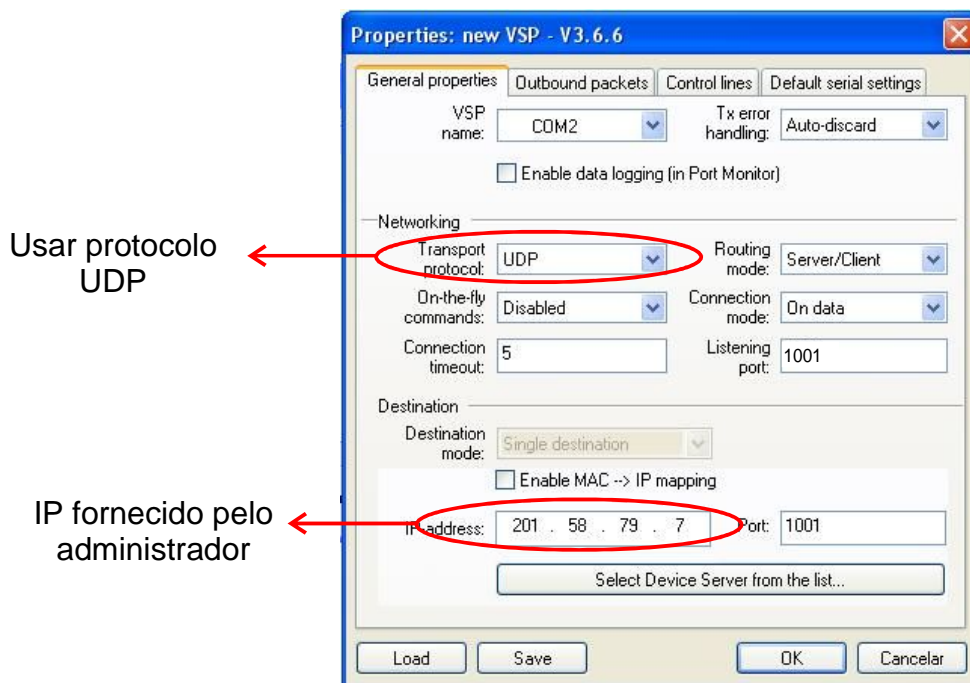 Properties: new VSP - V3.6.6
General properties Outbound packets Control lines Default serial settings
VSP name: COM2 Tx error handling: Auto-discard
Enable data logging (in Port Monitor)
Networking
Usar protocolo
UDP
Transport protocol: UDP Routing mode: Server/Client
On-the-fly commands: Disabled Connection mode: On data
Connection timeout: 5 Listening port: 1001
Destination
Destination mode: Single destination
Enable MAC --> IP mapping
IP fornecido pelo
administrador
IP-address: 201 . 58 . 79 . 7 Port: 1001
Select Device Server from the list...
Load Save OK Cancelar